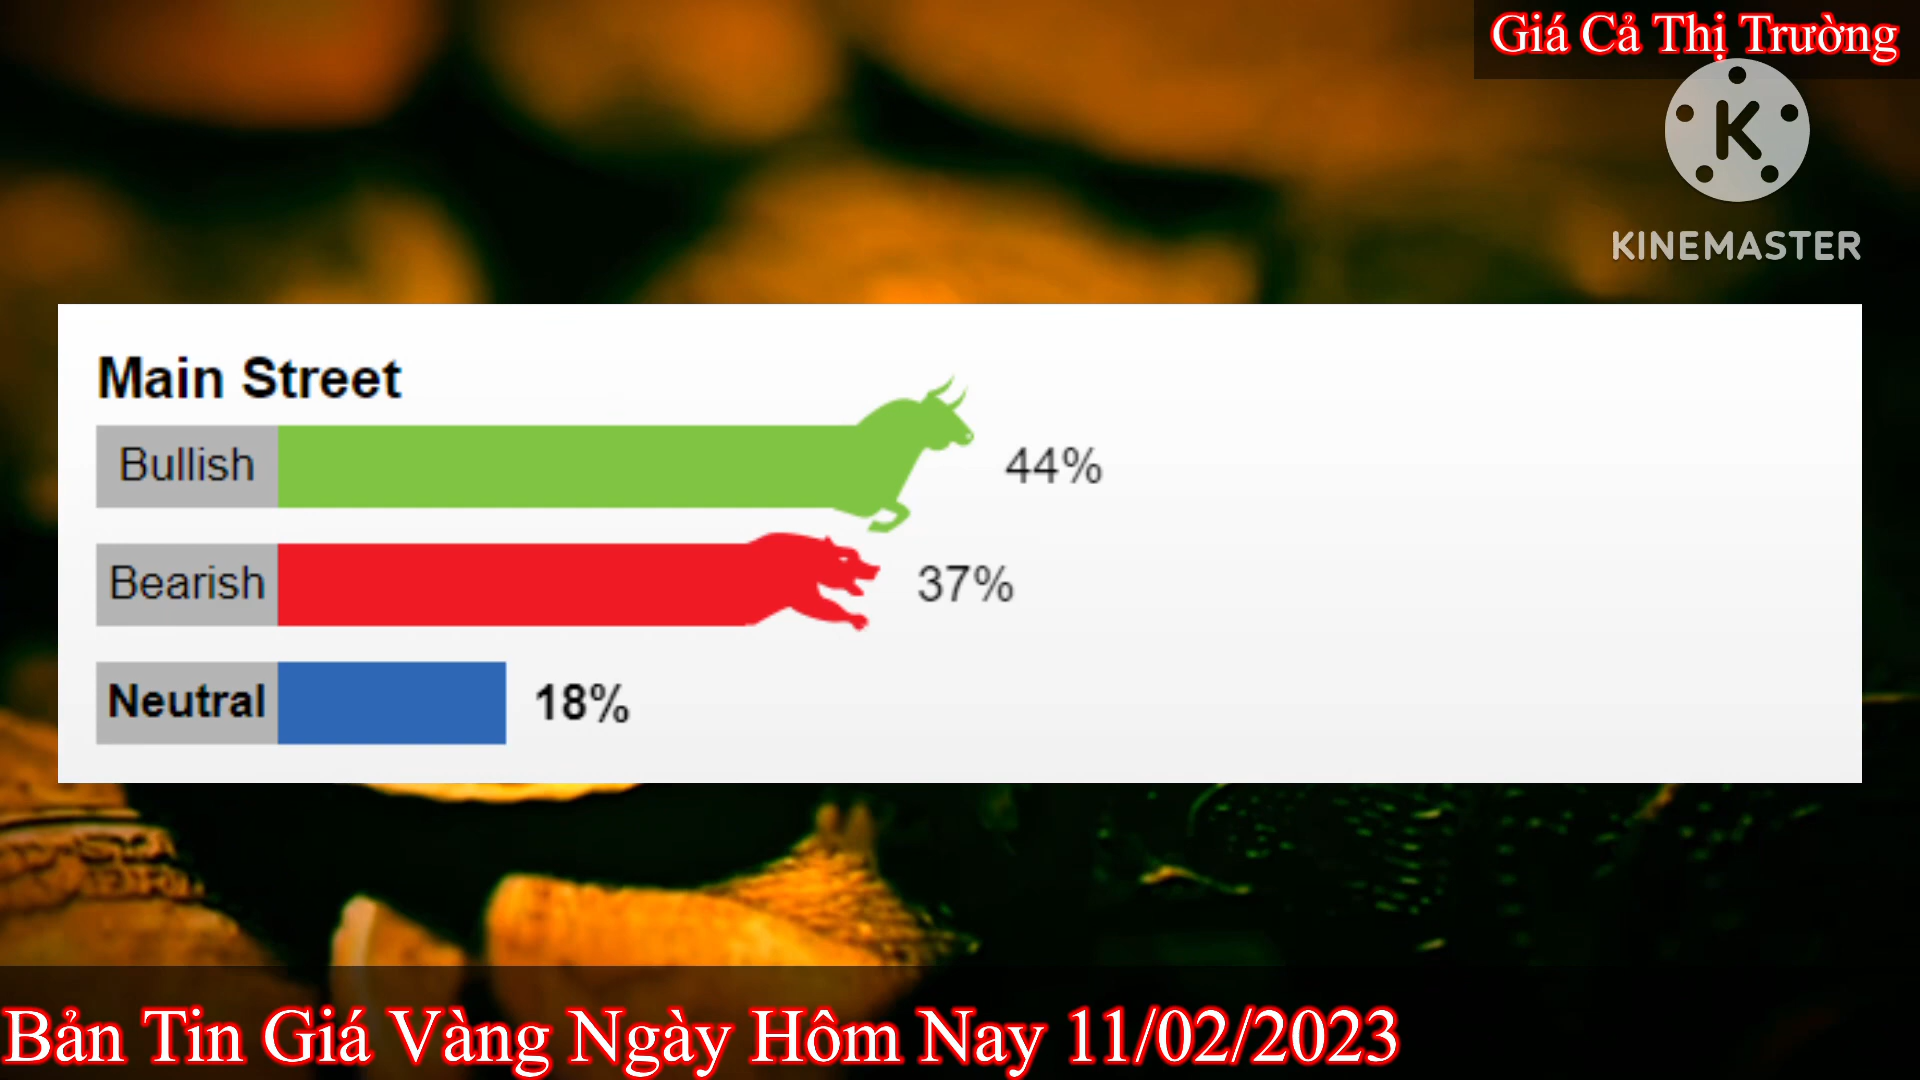 Giá Cả Thị Trường
K
KINEMASTER
Main Street
Bullish 44%
Bearish 37%
Neutral 18%
Bản Tin Giá Vàng Ngày Hôm Nay 11/02/2023